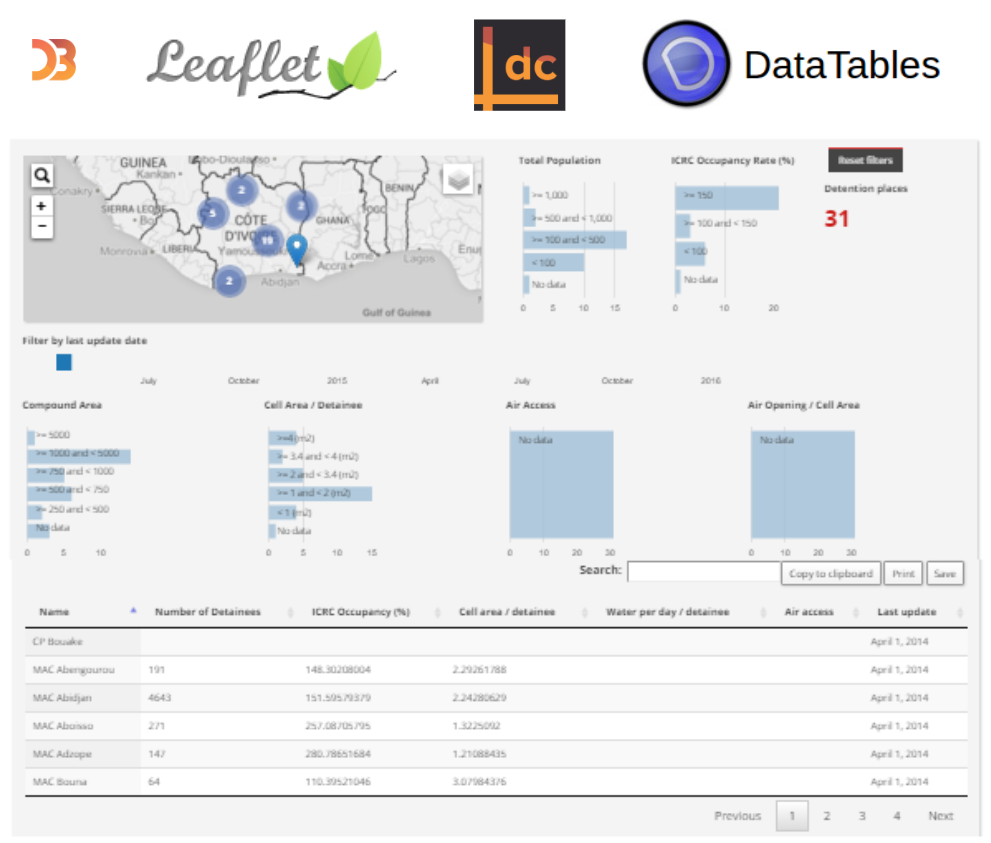 D3
Leaflet
dc
DataTables
GUINEA
Kankan
Conakry
SIERRA LEONE
Bo
Monrovia
LIBERIA
CÔTE
D'IVOIRE
GHANA
TOGO
BENIN
Accra
Lagos
Abidjan
Gulf of Guinea
2
5
2
2
+
−
Total Population
>= 1,000
>= 500 and < 1,000
>= 100 and < 500
< 100
No data
0 5 10 15
ICRC Occupancy Rate (%)
>= 150
>= 100 and < 150
< 100
No data
0 10 20
Reset filters
Detention places
31
Filter by last update date
July October 2015 April July October 2016
Compound Area
>= 5000
>= 1000 and < 5000
>= 750 and < 1000
>= 500 and < 750
>= 250 and < 500
No data
0 5 10
Cell Area / Detainee
>=4 (m2)
>= 3.4 and < 4 (m2)
>= 2 and < 3.4 (m2)
>= 1 and < 2 (m2)
< 1 (m2)
No data
0 5 10 15
Air Access
No data
0 10 20 30
Air Opening / Cell Area
No data
0 10 20 30
Search: Copy to clipboard Print Save
Name Number of Detainees ICRC Occupancy (%) Cell area / detainee Water per day / detainee Air access Last update
CP Bouake April 1, 2014
MAC Abengourou 191 148.30208004 2.29261788 April 1, 2014
MAC Abidjan 4643 151.59579379 2.24280629 April 1, 2014
MAC Aboisso 271 257.08705795 1.3225092 April 1, 2014
MAC Adzope 147 280.78651684 1.21088435 April 1, 2014
MAC Bouna 64 110.39521046 3.07984376 April 1, 2014
Previous 1 2 3 4 Next